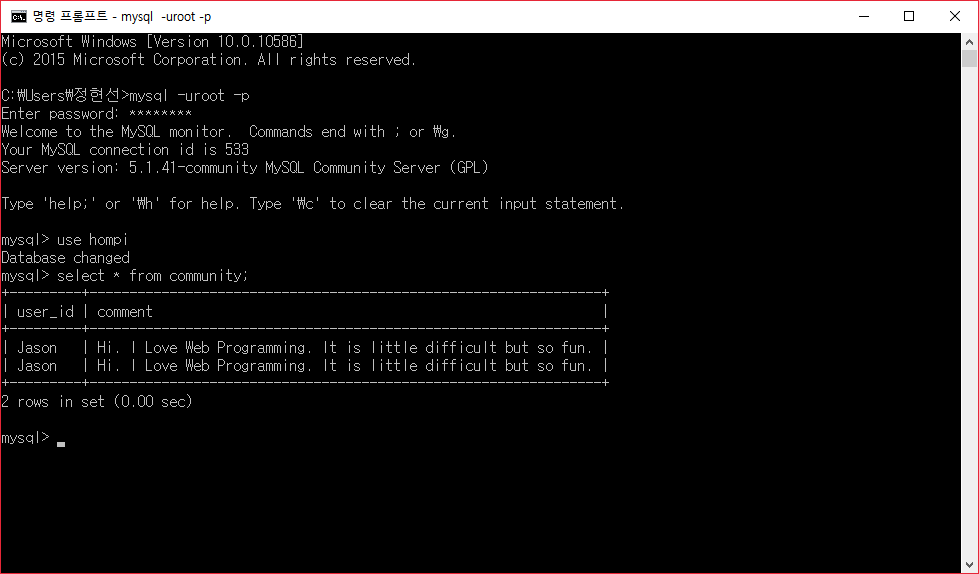 명령 프롬프트 - mysql -uroot -p
Microsoft Windows [Version 10.0.10586]
(c) 2015 Microsoft Corporation. All rights reserved.
C:₩Users₩정현선>mysql -uroot -p
Enter password: ********
Welcome to the MySQL monitor.  Commands end with ; or ₩g.
Your MySQL connection id is 533
Server version: 5.1.41-community MySQL Community Server (GPL)
Type 'help;' or '₩h' for help. Type '₩c' to clear the current input statement.
mysql> use hompi
Database changed
mysql> select * from community;
+---------+---------------------------------------------------------------+
| user_id | comment                                                       |
+---------+---------------------------------------------------------------+
| Jason   | Hi. I Love Web Programming. It is little difficult but so fun. |
| Jason   | Hi. I Love Web Programming. It is little difficult but so fun. |
+---------+---------------------------------------------------------------+
2 rows in set (0.00 sec)
mysql>